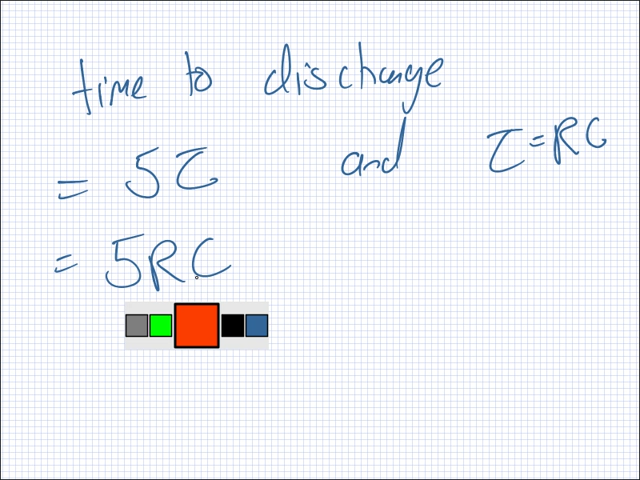 time to discharge
= 5τ and τ = RC
= 5RC